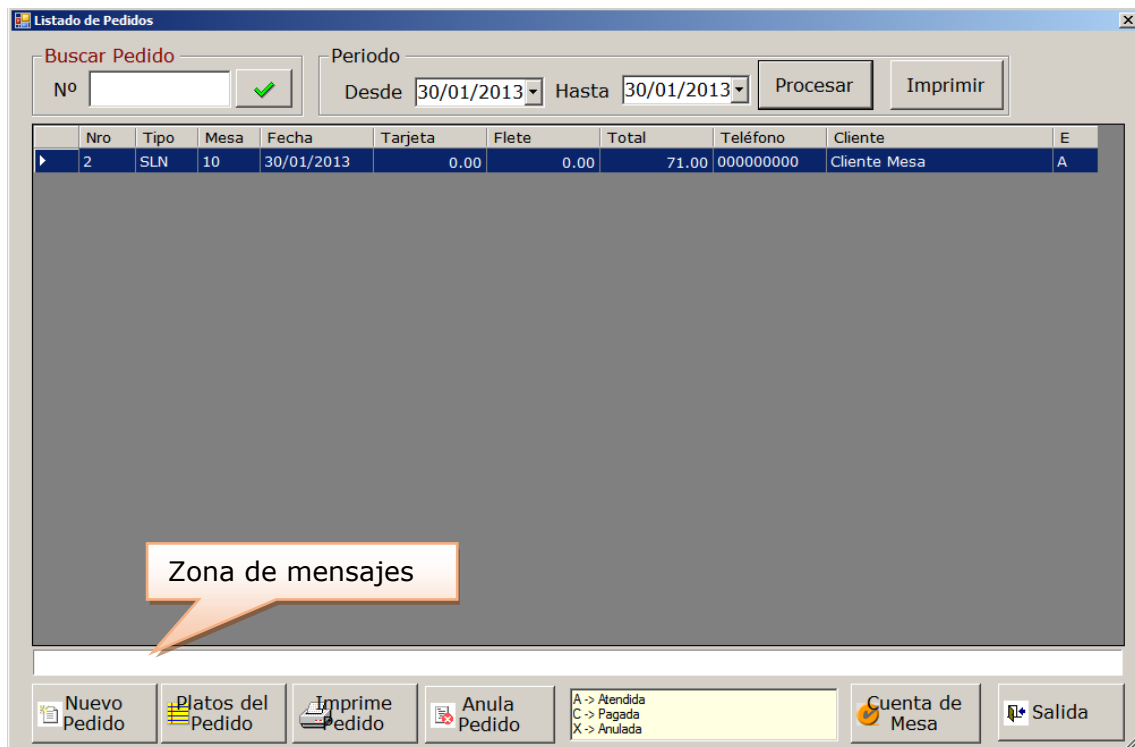 Listado de Pedidos
Buscar Pedido
Nº
Periodo
Desde 30/01/2013 Hasta 30/01/2013
Procesar
Imprimir
Nro Tipo Mesa Fecha Tarjeta Flete Total Teléfono Cliente E
2 SLN 10 30/01/2013 0.00 0.00 71.00 000000000 Cliente Mesa A
Zona de mensajes
Nuevo
Pedido
Platos del
Pedido
Imprime
Pedido
Anula
Pedido
A -> Atendida
C -> Pagada
X -> Anulada
Cuenta de
Mesa
Salida